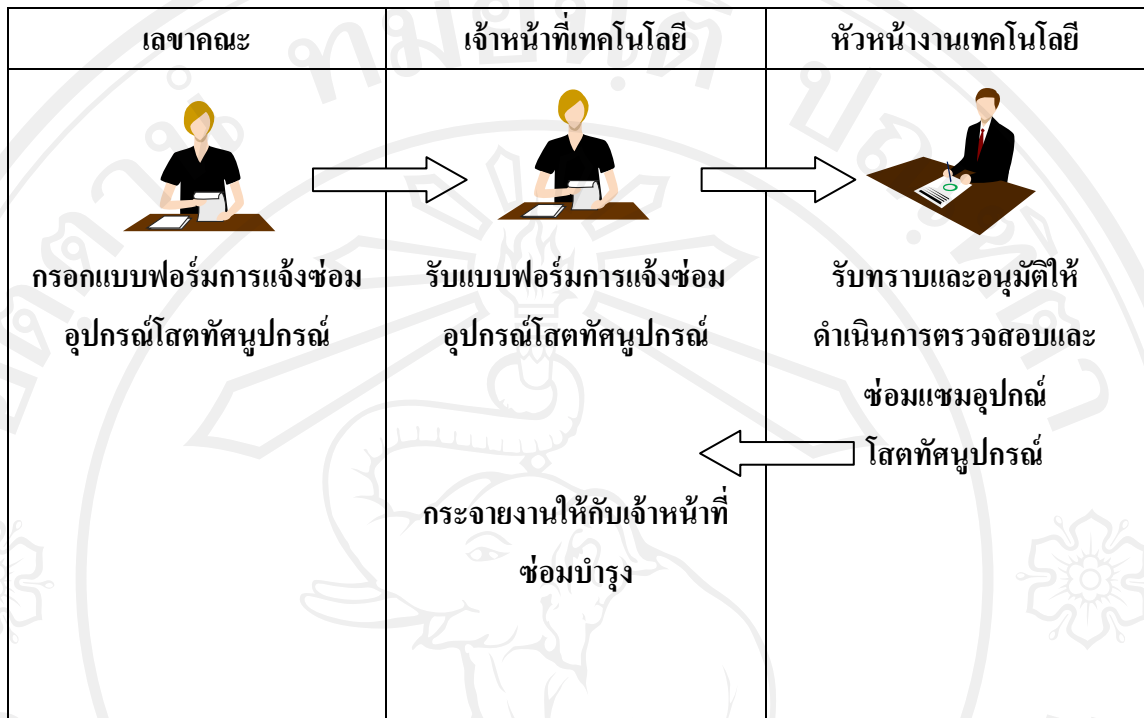 เลขาคณะ
เจ้าหน้าที่เทคโนโลยี
หัวหน้างานเทคโนโลยี
กรอกแบบฟอร์มการแจ้งซ่อม
อุปกรณ์โสตทัศนูปกรณ์
รับแบบฟอร์มการแจ้งซ่อม
อุปกรณ์โสตทัศนูปกรณ์
รับทราบและอนุมัติให้
ดำเนินการตรวจสอบและ
ซ่อมแซมอุปกณ์
โสตทัศนูปกรณ์
กระจายงานให้กับเจ้าหน้าที่
ซ่อมบำรุง